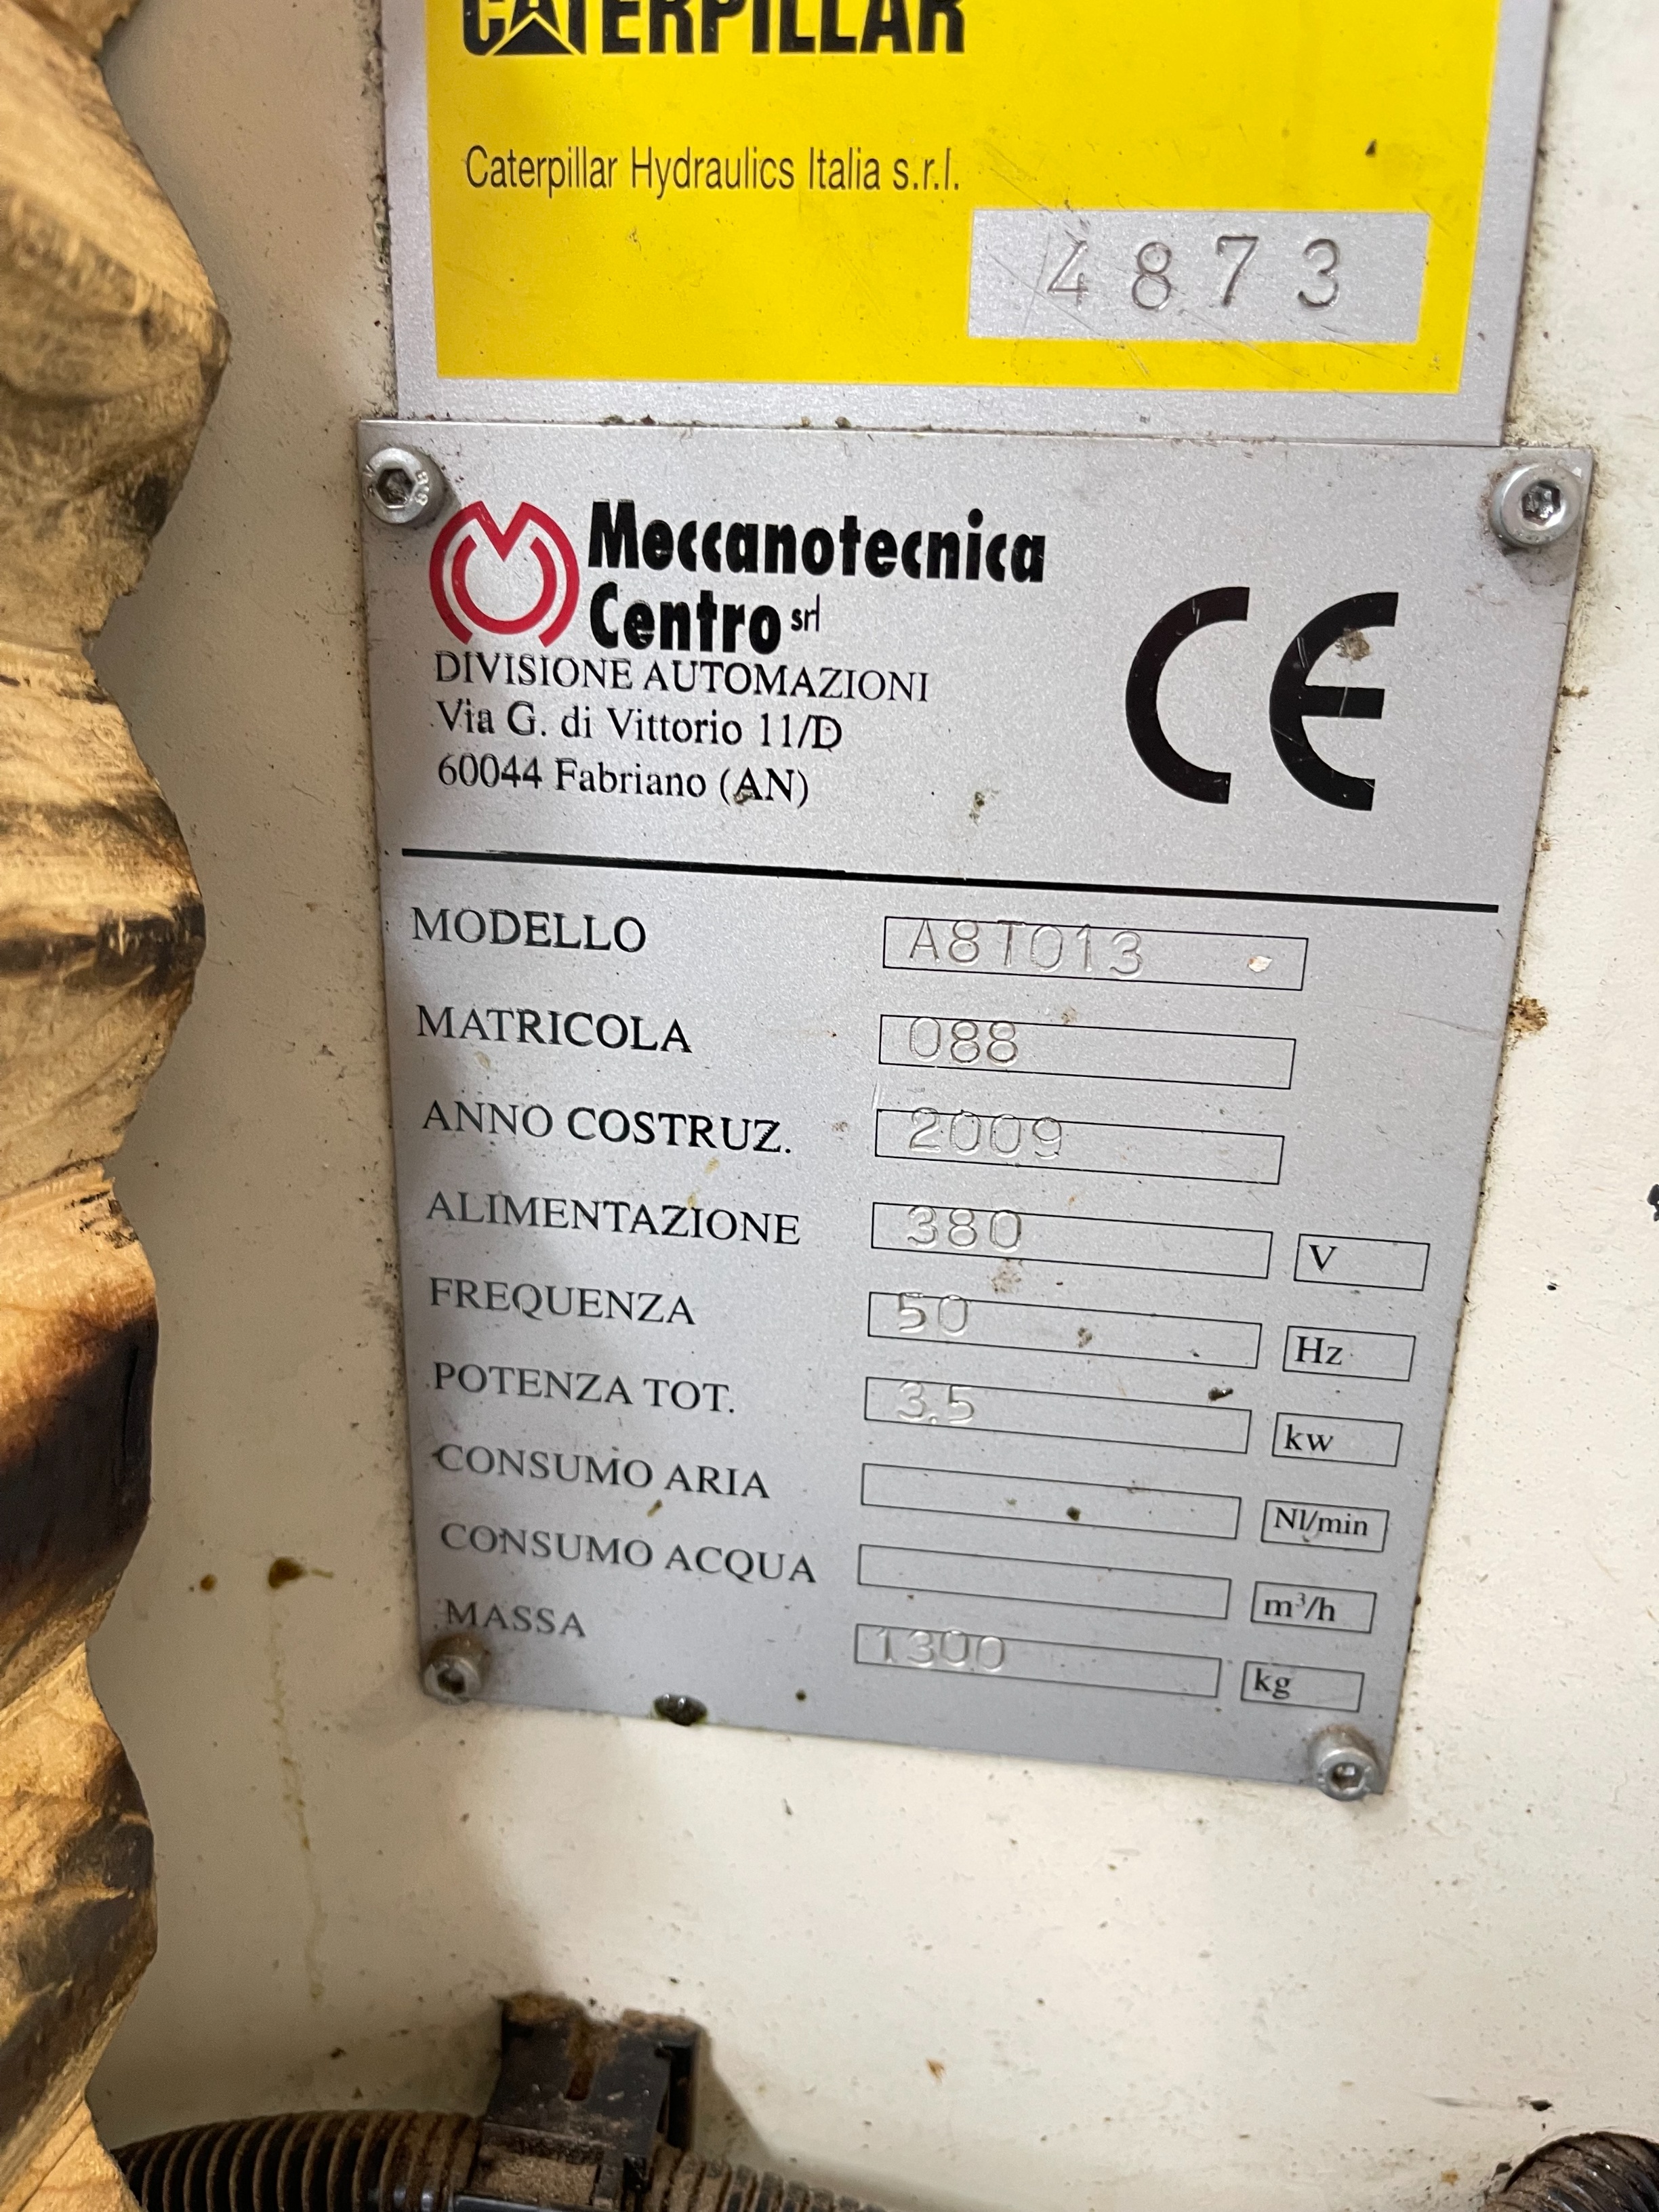 CATERPILLAR
Caterpillar Hydraulics Italia s.r.l.
4873
Meccanotecnica
Centro srl
DIVISIONE AUTOMAZIONI
Via G. di Vittorio 11/D
60044 Fabriano (AN)
CE
MODELLO A8T013
MATRICOLA 088
ANNO COSTRUZ. 2009
ALIMENTAZIONE 380 V
FREQUENZA 50 Hz
POTENZA TOT. 3.5 kw
CONSUMO ARIA Nl/min
CONSUMO ACQUA m³/h
MASSA 1300 kg